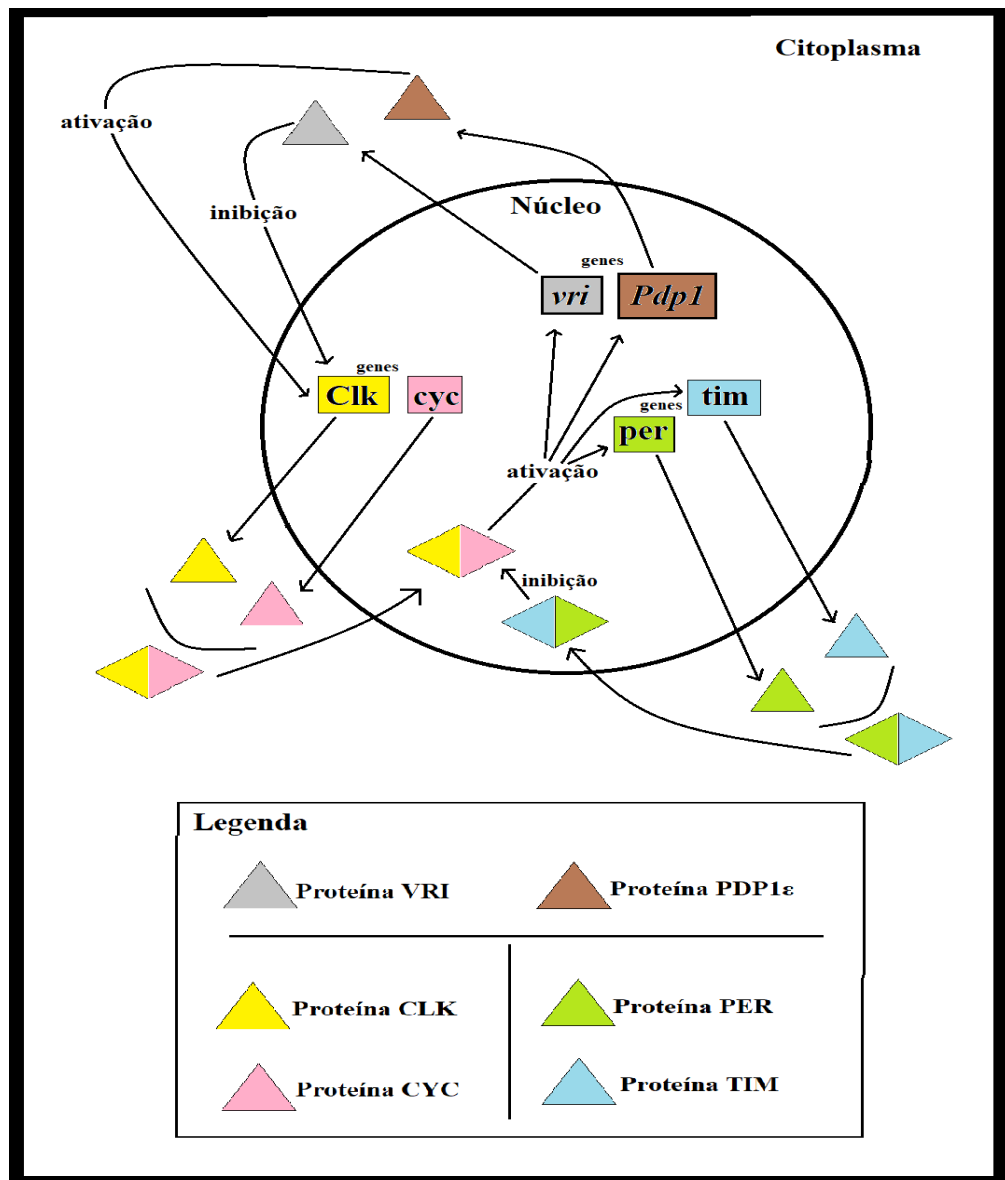 Citoplasma
ativação
inibição
Núcleo
genes
vri
Pdp1
genes
Clk
cyc
genes
tim
per
ativação
inibição
Legenda
Proteína VRI
Proteína PDP1ε
Proteína CLK
Proteína PER
Proteína CYC
Proteína TIM